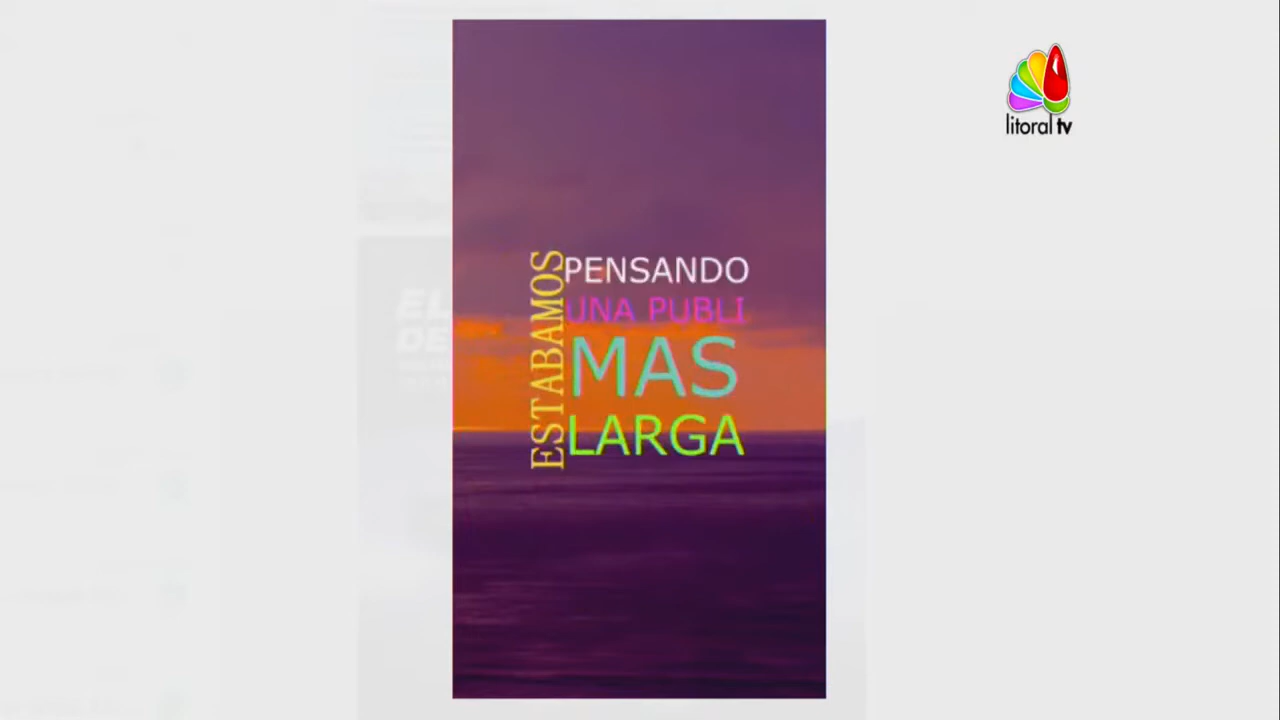 ESTABAMOS
PENSANDO
UNA PUBLI
MAS
LARGA
litoral tv